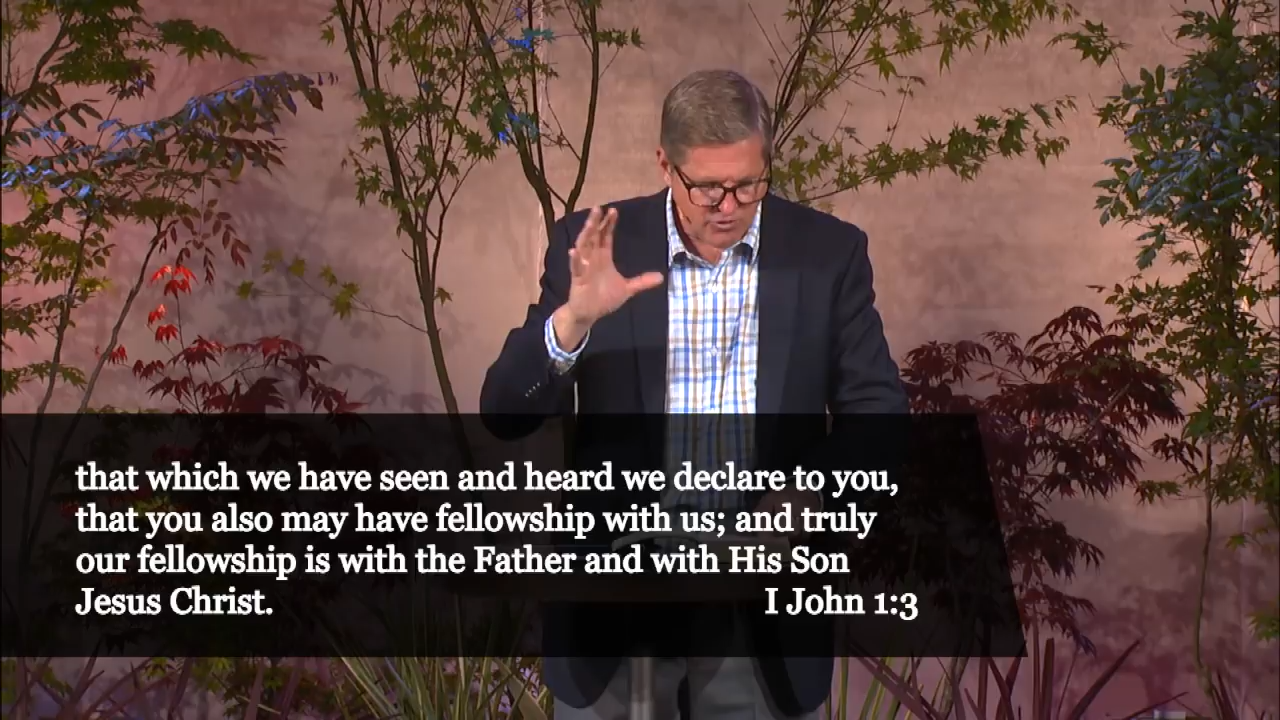 that which we have seen and heard we declare to you,
that you also may have fellowship with us; and truly
our fellowship is with the Father and with His Son
Jesus Christ. I John 1:3